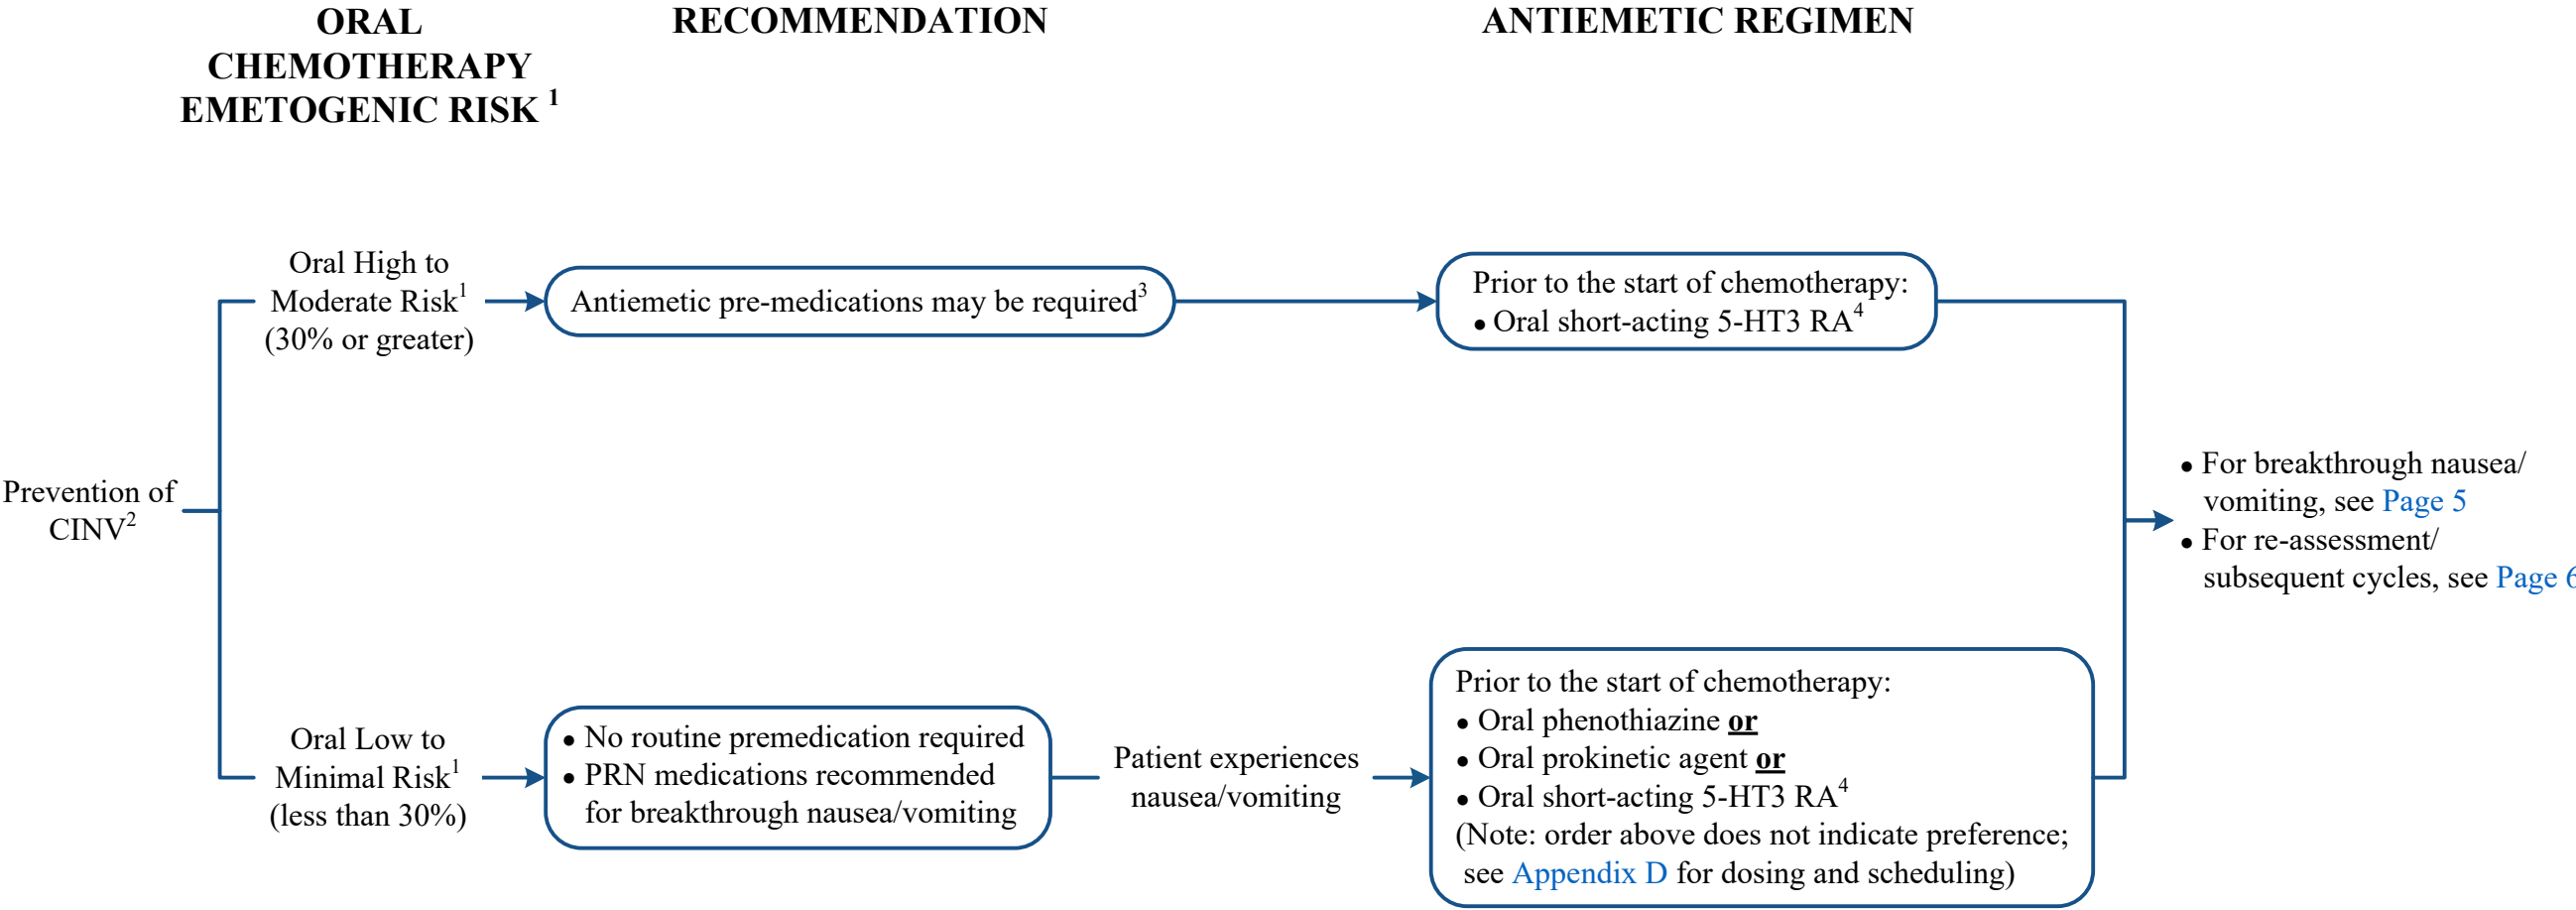 ORAL
CHEMOTHERAPY
EMETOGENIC RISK 1
RECOMMENDATION
ANTIEMETIC REGIMEN
Prevention of
CINV2
Oral High to
Moderate Risk1
(30% or greater)
Antiemetic pre-medications may be required3
Prior to the start of chemotherapy:
• Oral short-acting 5-HT3 RA4
Oral Low to
Minimal Risk1
(less than 30%)
• No routine premedication required
• PRN medications recommended
for breakthrough nausea/vomiting
Patient experiences
nausea/vomiting
Prior to the start of chemotherapy:
• Oral phenothiazine or
• Oral prokinetic agent or
• Oral short-acting 5-HT3 RA4
(Note: order above does not indicate preference;
see Appendix D for dosing and scheduling)
• For breakthrough nausea/
vomiting, see Page 5
• For re-assessment/
subsequent cycles, see Page 6